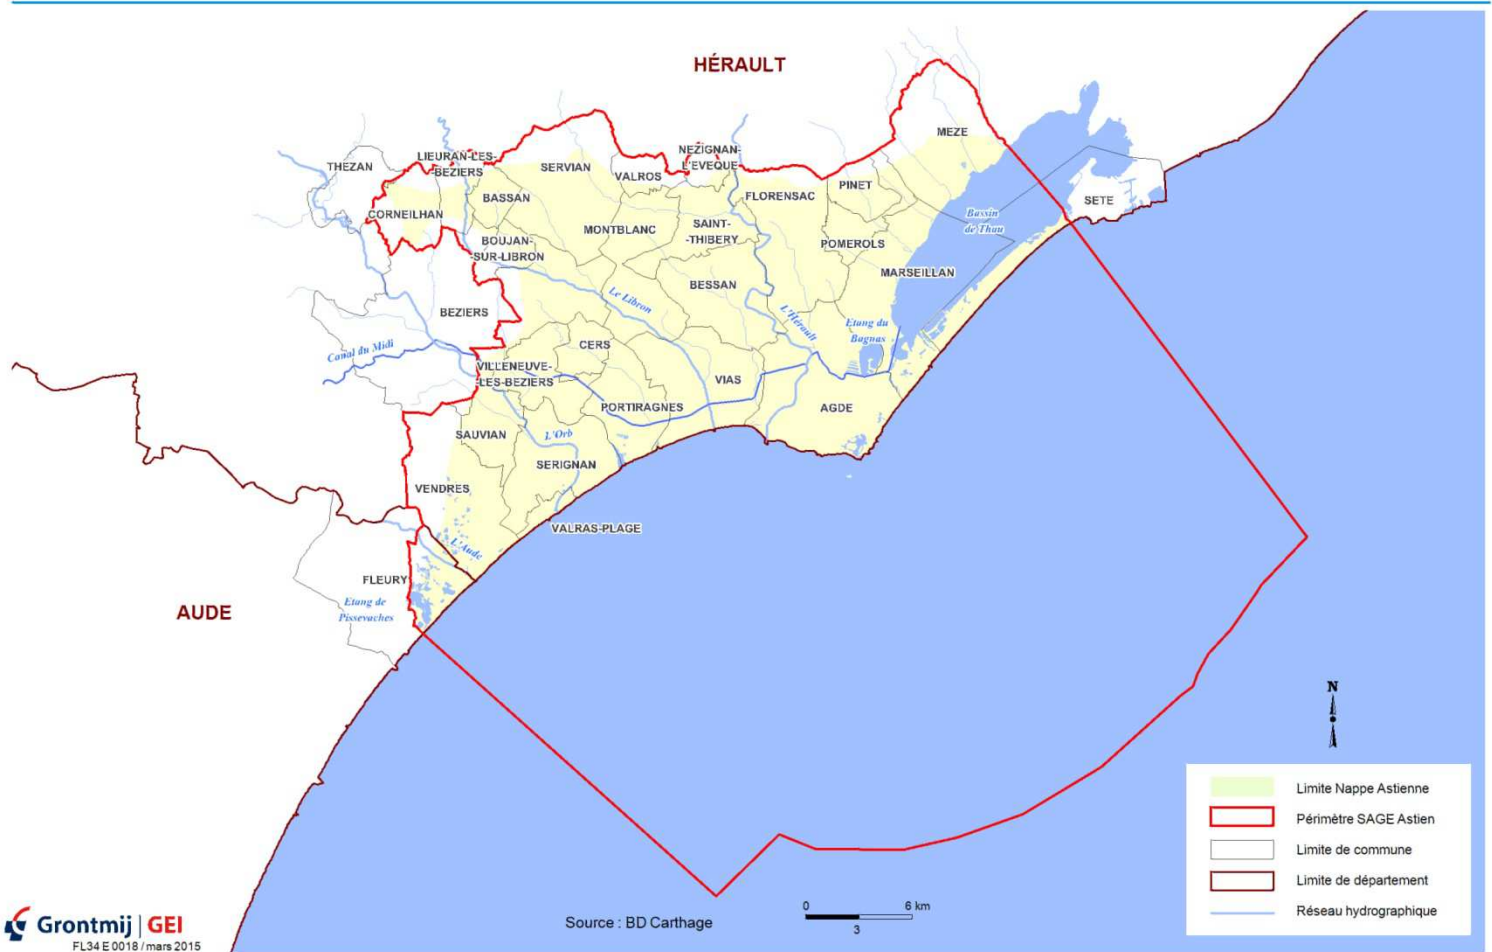 HÉRAULT
MEZE
THEZAN
LIEURAN-LES-
BEZIERS
SERVIAN
NEZIGNAN-
L'EVEQUE
VALROS
PINET
FLORENSAC
BASSAN
CORNEILHAN
SETE
Bassin
de Thau
MONTBLANC
SAINT-
-THIBERY
BOUJAN-
-SUR-LIBRON
POMEROLS
MARSEILLAN
BESSAN
Le Libron
L'Hérault
BEZIERS
Etang du
Bagnas
CERS
Canal du Midi
VILLENEUVE-
LES-BEZIERS
VIAS
PORTIRAGNES
AGDE
SAUVIAN
L'Orb
SERIGNAN
VENDRES
VALRAS-PLAGE
L'Aude
FLEURY
AUDE
Etang de
Pissevaches
N
Limite Nappe Astienne
Périmètre SAGE Astien
Limite de commune
Limite de département
Réseau hydrographique
0 6 km
3
Source : BD Carthage
Grontmij | GEI
FL34 E 0018 / mars 2015